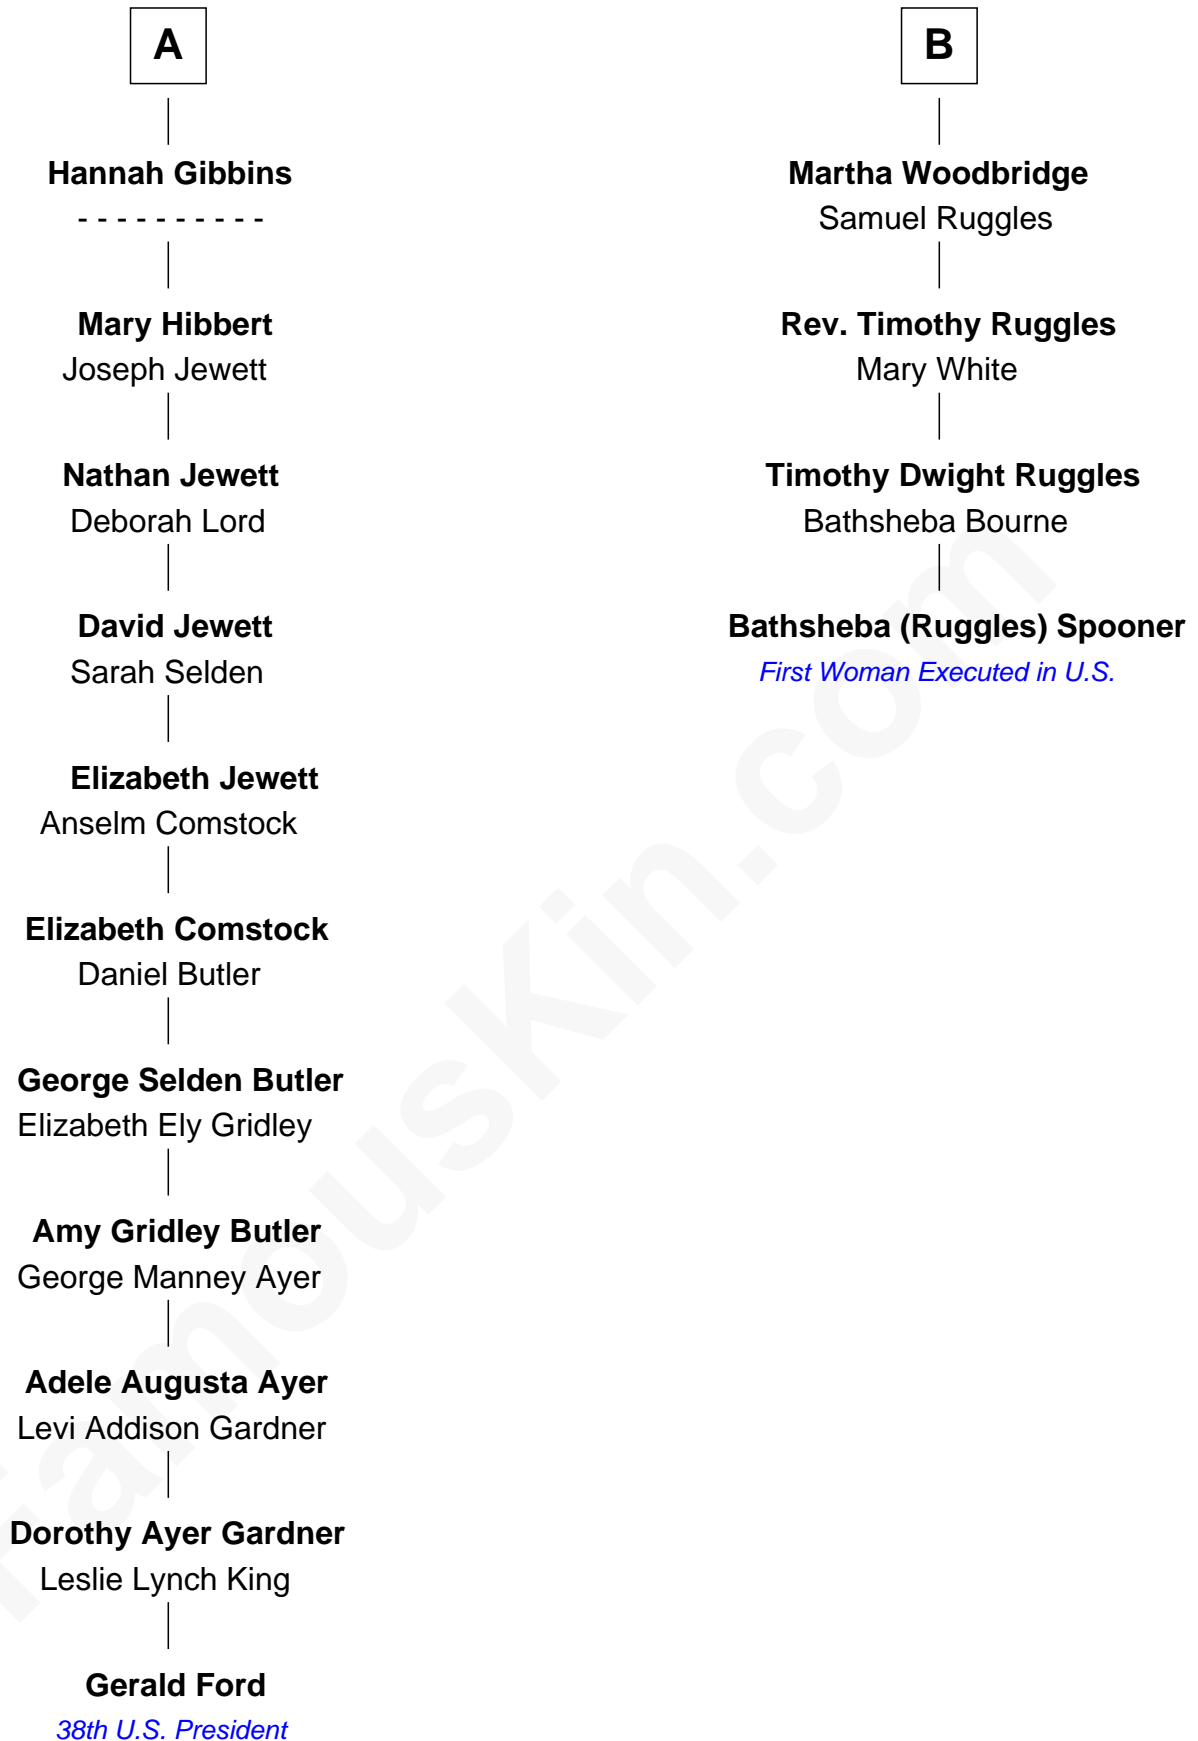 A
Hannah Gibbins
- - - - - - - - - -
Mary Hibbert
Joseph Jewett
Nathan Jewett
Deborah Lord
David Jewett
Sarah Selden
Elizabeth Jewett
Anselm Comstock
Elizabeth Comstock
Daniel Butler
George Selden Butler
Elizabeth Ely Gridley
Amy Gridley Butler
George Manney Ayer
Adele Augusta Ayer
Levi Addison Gardner
Dorothy Ayer Gardner
Leslie Lynch King
Gerald Ford
38th U.S. President
B
Martha Woodbridge
Samuel Ruggles
Rev. Timothy Ruggles
Mary White
Timothy Dwight Ruggles
Bathsheba Bourne
Bathsheba (Ruggles) Spooner
First Woman Executed in U.S.
FamousKin.com